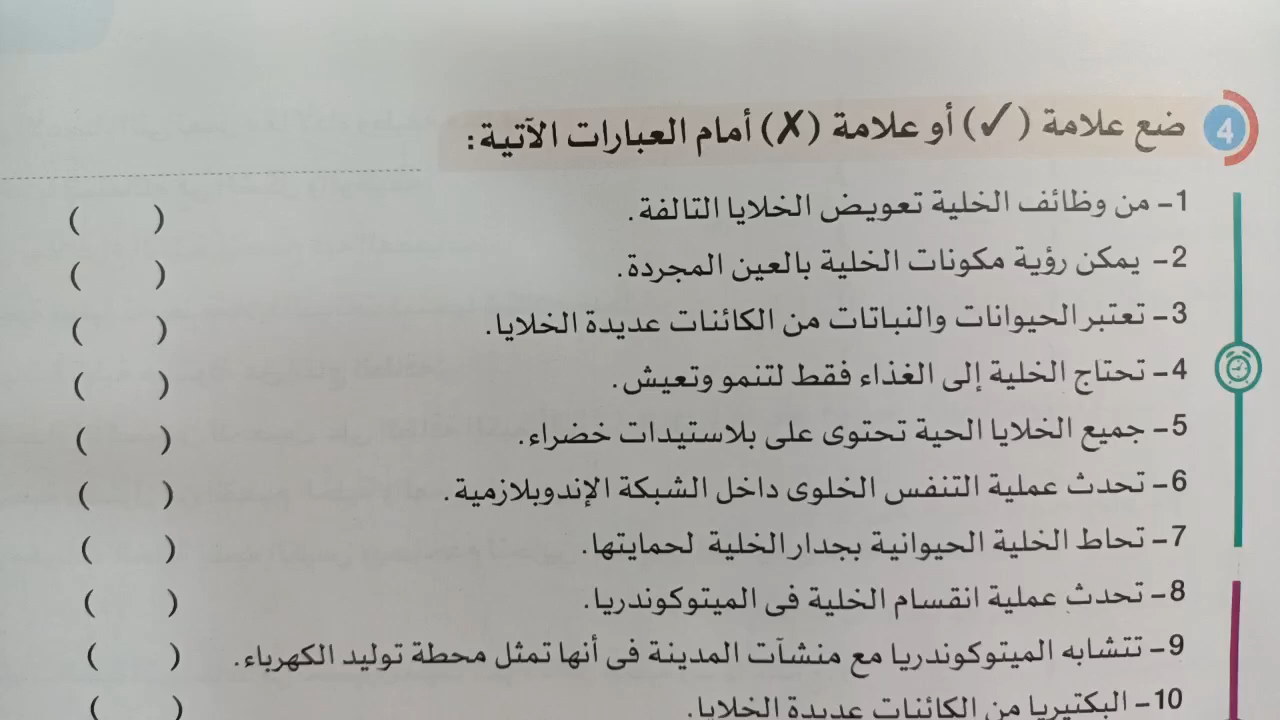 4 ضع علامة (✓) أو علامة (✗) أمام العبارات الآتية:
1- من وظائف الخلية تعويض الخلايا التالفة. ( )
2- يمكن رؤية مكونات الخلية بالعين المجردة. ( )
3- تعتبر الحيوانات والنباتات من الكائنات عديدة الخلايا. ( )
4- تحتاج الخلية إلى الغذاء فقط لتنمو وتعيش. ( )
5- جميع الخلايا الحية تحتوى على بلاستيدات خضراء. ( )
6- تحدث عملية التنفس الخلوى داخل الشبكة الإندوبلازمية. ( )
7- تحاط الخلية الحيوانية بجدار الخلية لحمايتها. ( )
8- تحدث عملية انقسام الخلية فى الميتوكوندريا. ( )
9- تتشابه الميتوكوندريا مع منشآت المدينة فى أنها تمثل محطة توليد الكهرباء. ( )
10- البكتيريا من الكائنات عديدة الخلايا. ( )